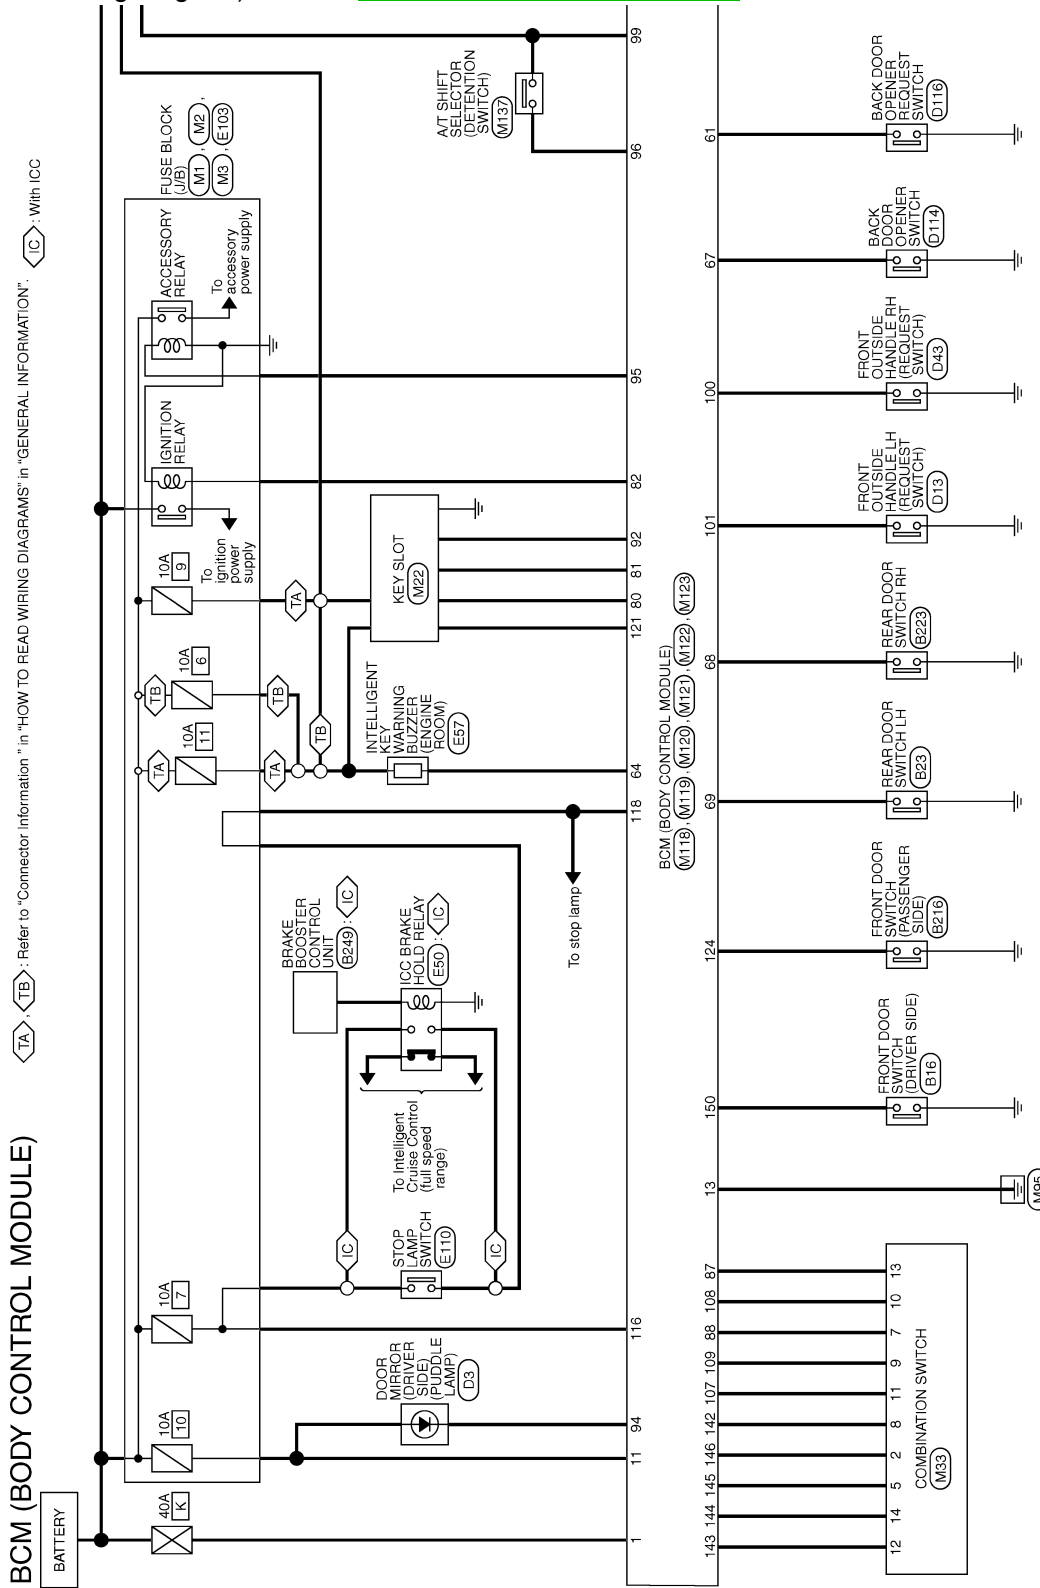 BCM (BODY CONTROL MODULE)
TA , TB : Refer to "Connector Information " in "HOW TO READ WIRING DIAGRAMS" in "GENERAL INFORMATION".
IC : With ICC
BATTERY
40A
K
10A
10
10A
7
10A
11
10A
6
10A
9
TA
TB
TA
TB
TA
TB
IGNITION
RELAY
To
ignition
power
supply
ACCESSORY
RELAY
To
accessory
power supply
FUSE BLOCK
(J/B)
M1 , M2 ,
M3 , E103
DOOR
MIRROR
(DRIVER
SIDE)
(PUDDLE
LAMP)
D3
STOP
LAMP
SWITCH
E110
IC
IC
To Intelligent
Cruise Control
(full speed
range)
BRAKE
BOOSTER
CONTROL
UNIT
B249 : IC
ICC BRAKE
HOLD RELAY
E50 : IC
To stop lamp
INTELLIGENT
KEY
WARNING
BUZZER
(ENGINE
ROOM)
E57
KEY SLOT
M22
A/T SHIFT
SELECTOR
(DETENTION
SWITCH)
M137
1
11
94
116
118
64
121
80
81
92
82
95
96
99
BCM (BODY CONTROL MODULE)
M118 , M119 , M120 , M121 , M122 , M123
143
144
145
146
142
107
109
88
108
87
13
150
124
69
68
101
100
67
61
12
14
5
2
8
11
9
7
10
13
COMBINATION SWITCH
M33
M95
FRONT DOOR
SWITCH
(DRIVER SIDE)
B16
FRONT DOOR
SWITCH
(PASSENGER
SIDE)
B216
REAR DOOR
SWITCH LH
B23
REAR DOOR
SWITCH RH
B223
FRONT
OUTSIDE
HANDLE LH
(REQUEST
SWITCH)
D13
FRONT
OUTSIDE
HANDLE RH
(REQUEST
SWITCH)
D43
BACK
DOOR
OPENER
SWITCH
D114
BACK DOOR
OPENER
REQUEST
SWITCH
D116